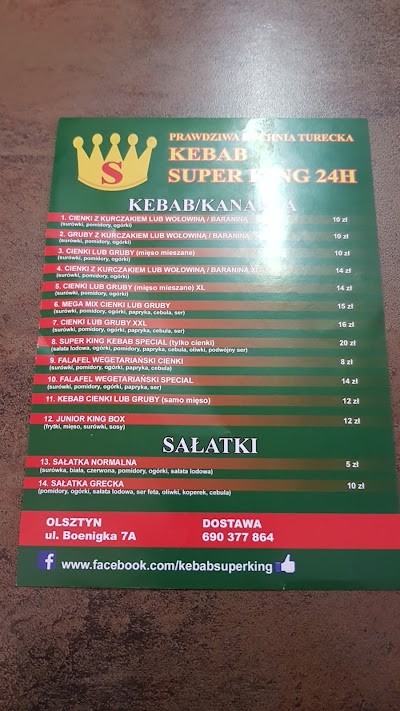 S
PRAWDZIWA KUCHNIA TURECKA
KEBAB
SUPER KING 24H
KEBAB/KANAPKA
1. CIENKI Z KURCZAKIEM LUB WOŁOWINĄ / BARANINĄ 10 zł
(surówki, pomidory, ogórki)
2. GRUBY Z KURCZAKIEM LUB WOŁOWINĄ / BARANINĄ 10 zł
(surówki, pomidory, ogórki)
3. CIENKI LUB GRUBY (mięso mieszane) 10 zł
(surówki, pomidory, ogórki)
4. CIENKI Z KURCZAKIEM LUB WOŁOWINĄ / BARANINĄ XL 14 zł
(surówki, pomidory, ogórki)
5. CIENKI LUB GRUBY (mięso mieszane) XL 14 zł
(surówki, pomidory, ogórki)
6. MEGA MIX CIENKI LUB GRUBY 15 zł
(surówki, pomidory, ogórki, papryka, cebula, ser)
7. CIENKI LUB GRUBY XXL 16 zł
(surówki, pomidory, ogórki, papryka, cebula, ser)
8. SUPER KING KEBAB SPECIAL (tylko cienki) 20 zł
(sałata lodowa, ogórki, pomidory, papryka, cebula, oliwki, podwójny ser)
9. FALAFEL WEGETARIAŃSKI CIENKI 8 zł
(surówki, pomidory, ogórki, papryka, cebula)
10. FALAFEL WEGETARIAŃSKI SPECIAL 14 zł
(surówki, pomidory, ogórki, papryka, ser)
11. KEBAB CIENKI LUB GRUBY (samo mięso) 12 zł
12. JUNIOR KING BOX 12 zł
(frytki, mięso, surówki, sosy)
SAŁATKI
13. SAŁATKA NORMALNA 5 zł
(surówka, biała, czerwona, pomidory, ogórki, sałata lodowa)
14. SAŁATKA GRECKA 10 zł
(pomidory, ogórki, sałata lodowa, ser feta, oliwki, koperek, cebula)
OLSZTYN DOSTAWA
ul. Boenigka 7A 690 377 864
f www.facebook.com/kebabsuperking